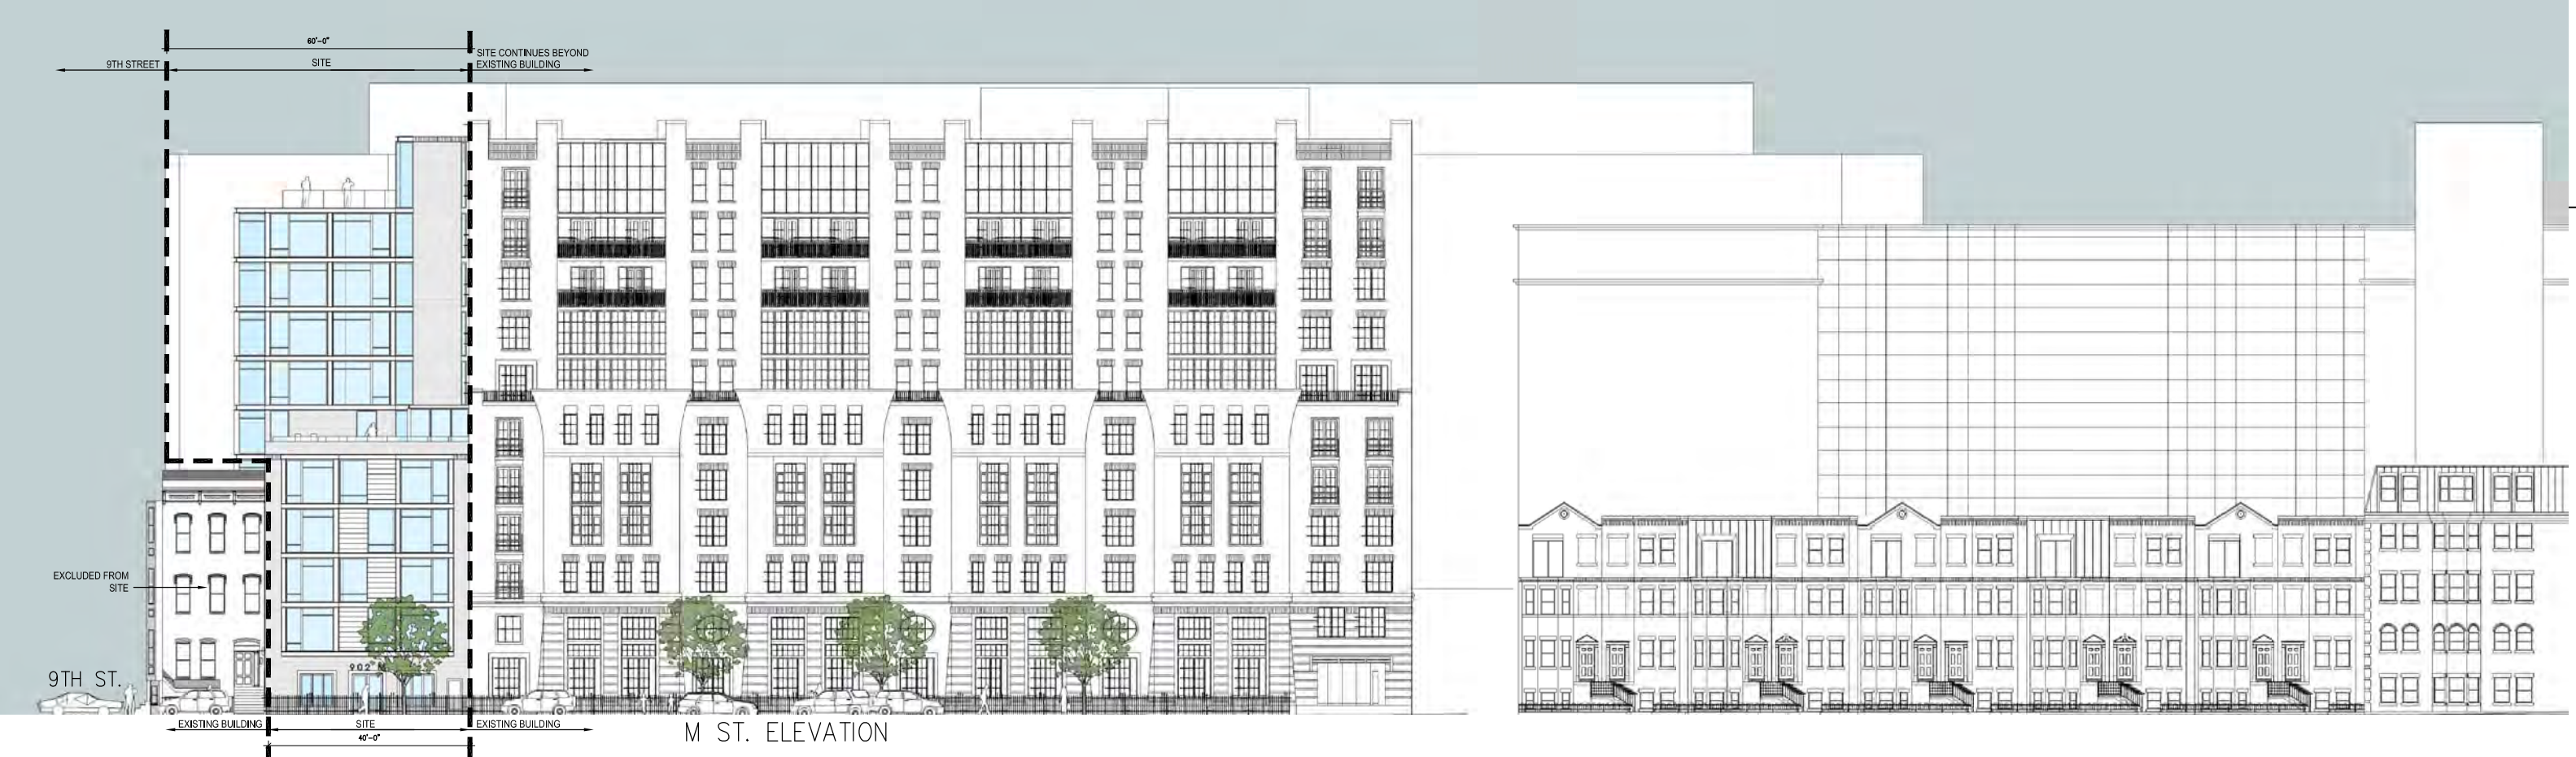 60'-0"
SITE CONTINUES BEYOND
9TH STREET
SITE
EXISTING BUILDING
EXCLUDED FROM
SITE
902 M
9TH ST.
EXISTING BUILDING
SITE
EXISTING BUILDING
40'-0"
M ST. ELEVATION